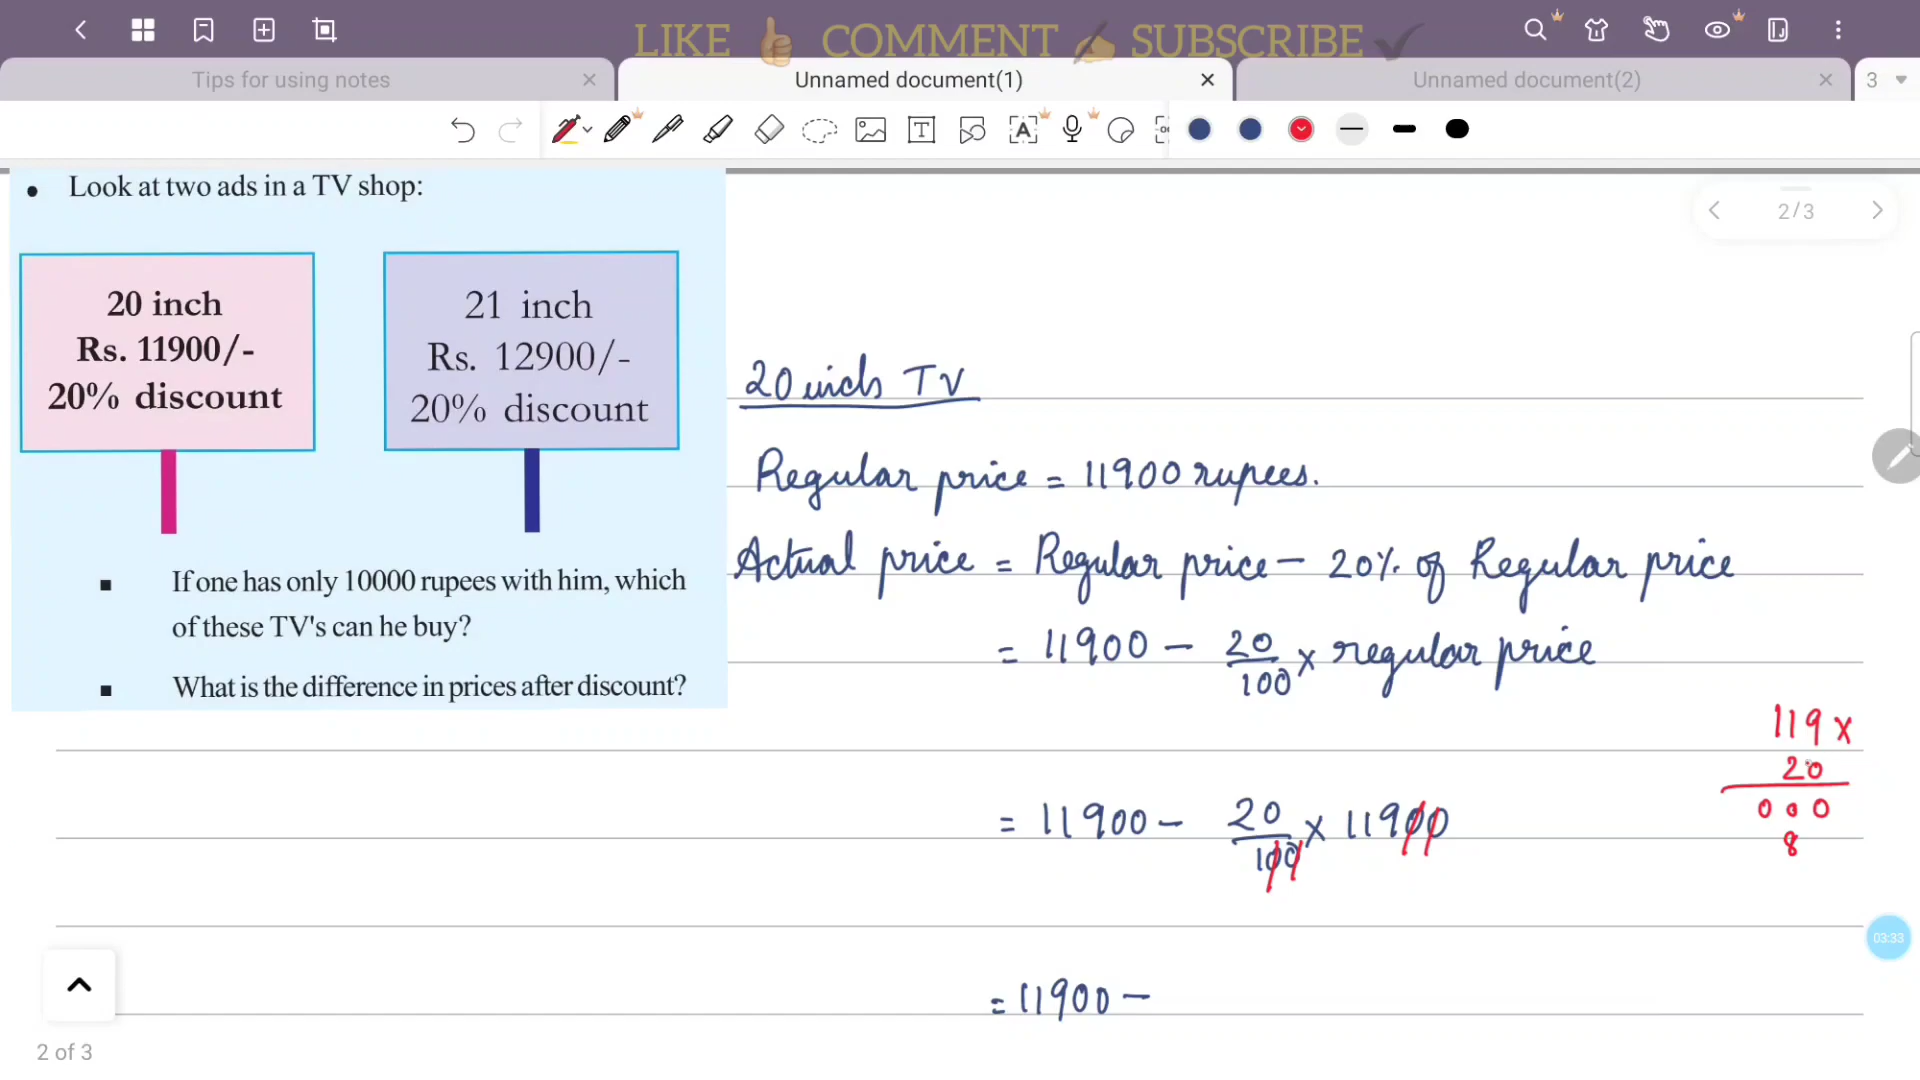 LIKE 👍 COMMENT ✍ SUBSCRIBE ✔
Tips for using notes
Unnamed document(1)
Unnamed document(2)
3
2/3
• Look at two ads in a TV shop:
20 inch
Rs. 11900/-
20% discount
21 inch
Rs. 12900/-
20% discount
▪ If one has only 10000 rupees with him, which
of these TV's can he buy?
▪ What is the difference in prices after discount?
20 inch TV
Regular price = 11900 rupees.
Actual price = Regular price - 20% of Regular price
= 11900 - 20/100 x regular price
= 11900 - 20/100 x 11900
119 x
20
000
8
= 11900 -
03:33
2 of 3